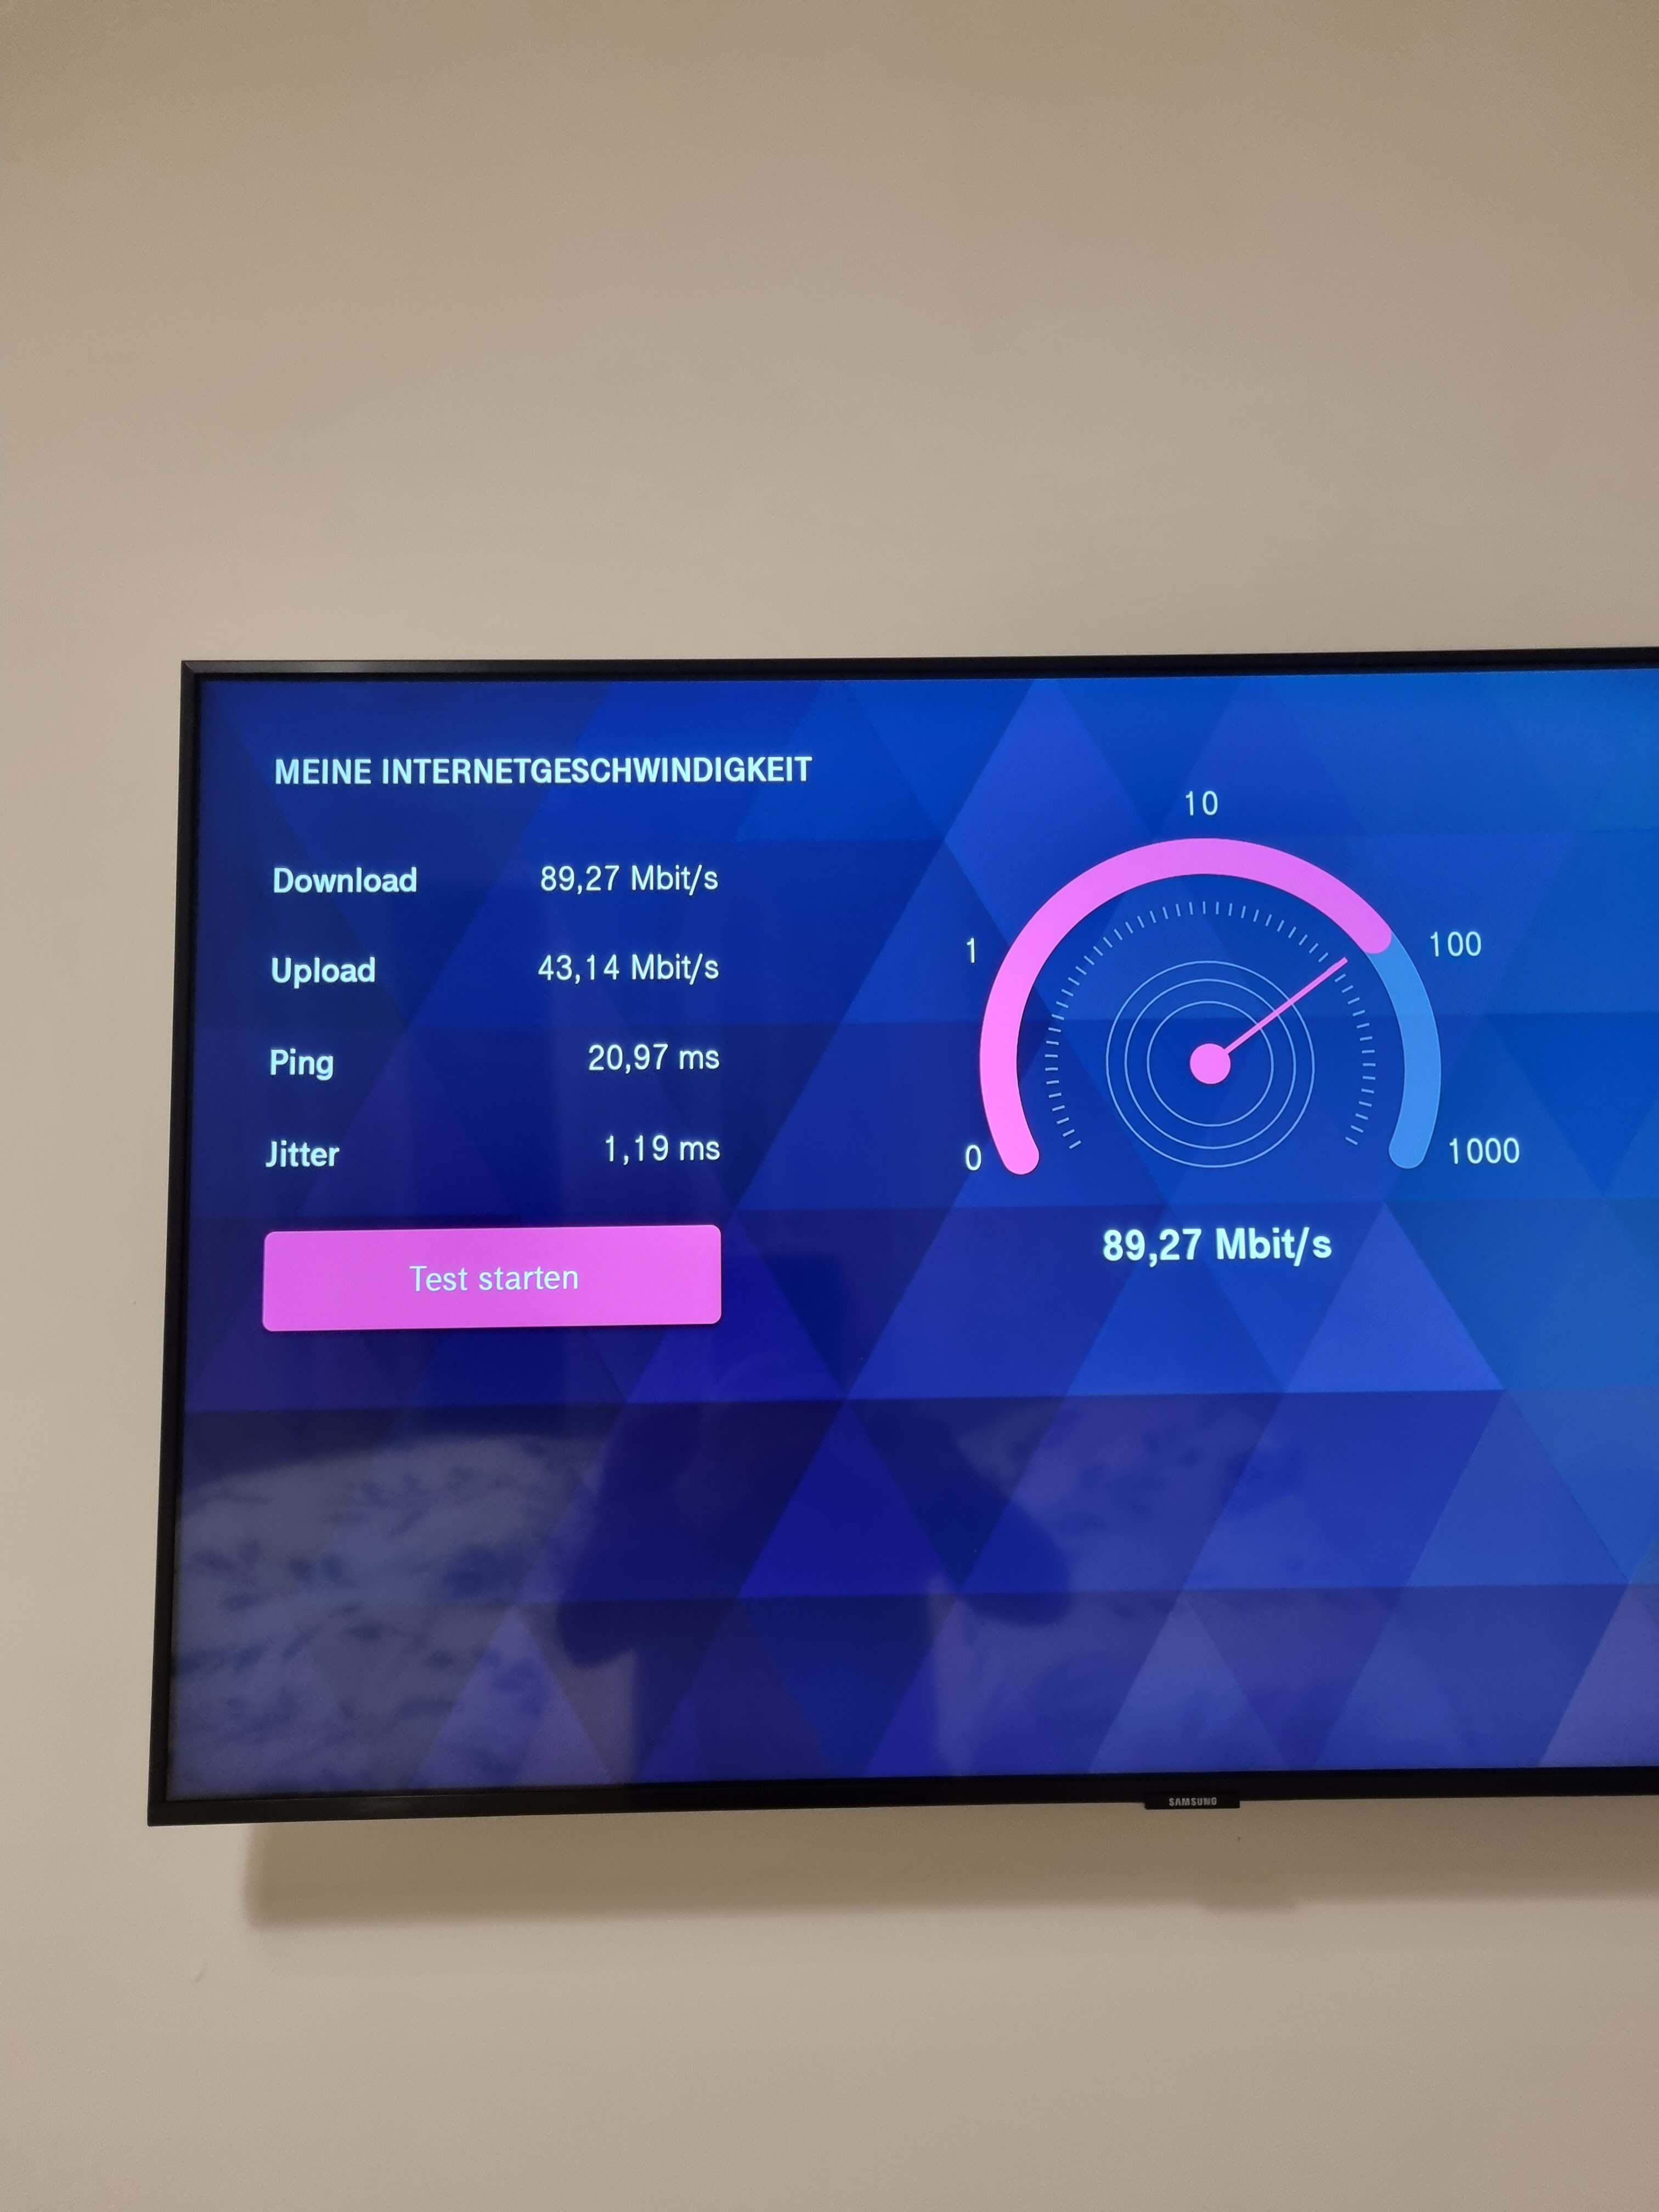 MEINE INTERNETGESCHWINDIGKEIT
Download 89,27 Mbit/s
Upload 43,14 Mbit/s
Ping 20,97 ms
Jitter 1,19 ms
Test starten
10
1
100
0
1000
89,27 Mbit/s
SAMSUNG